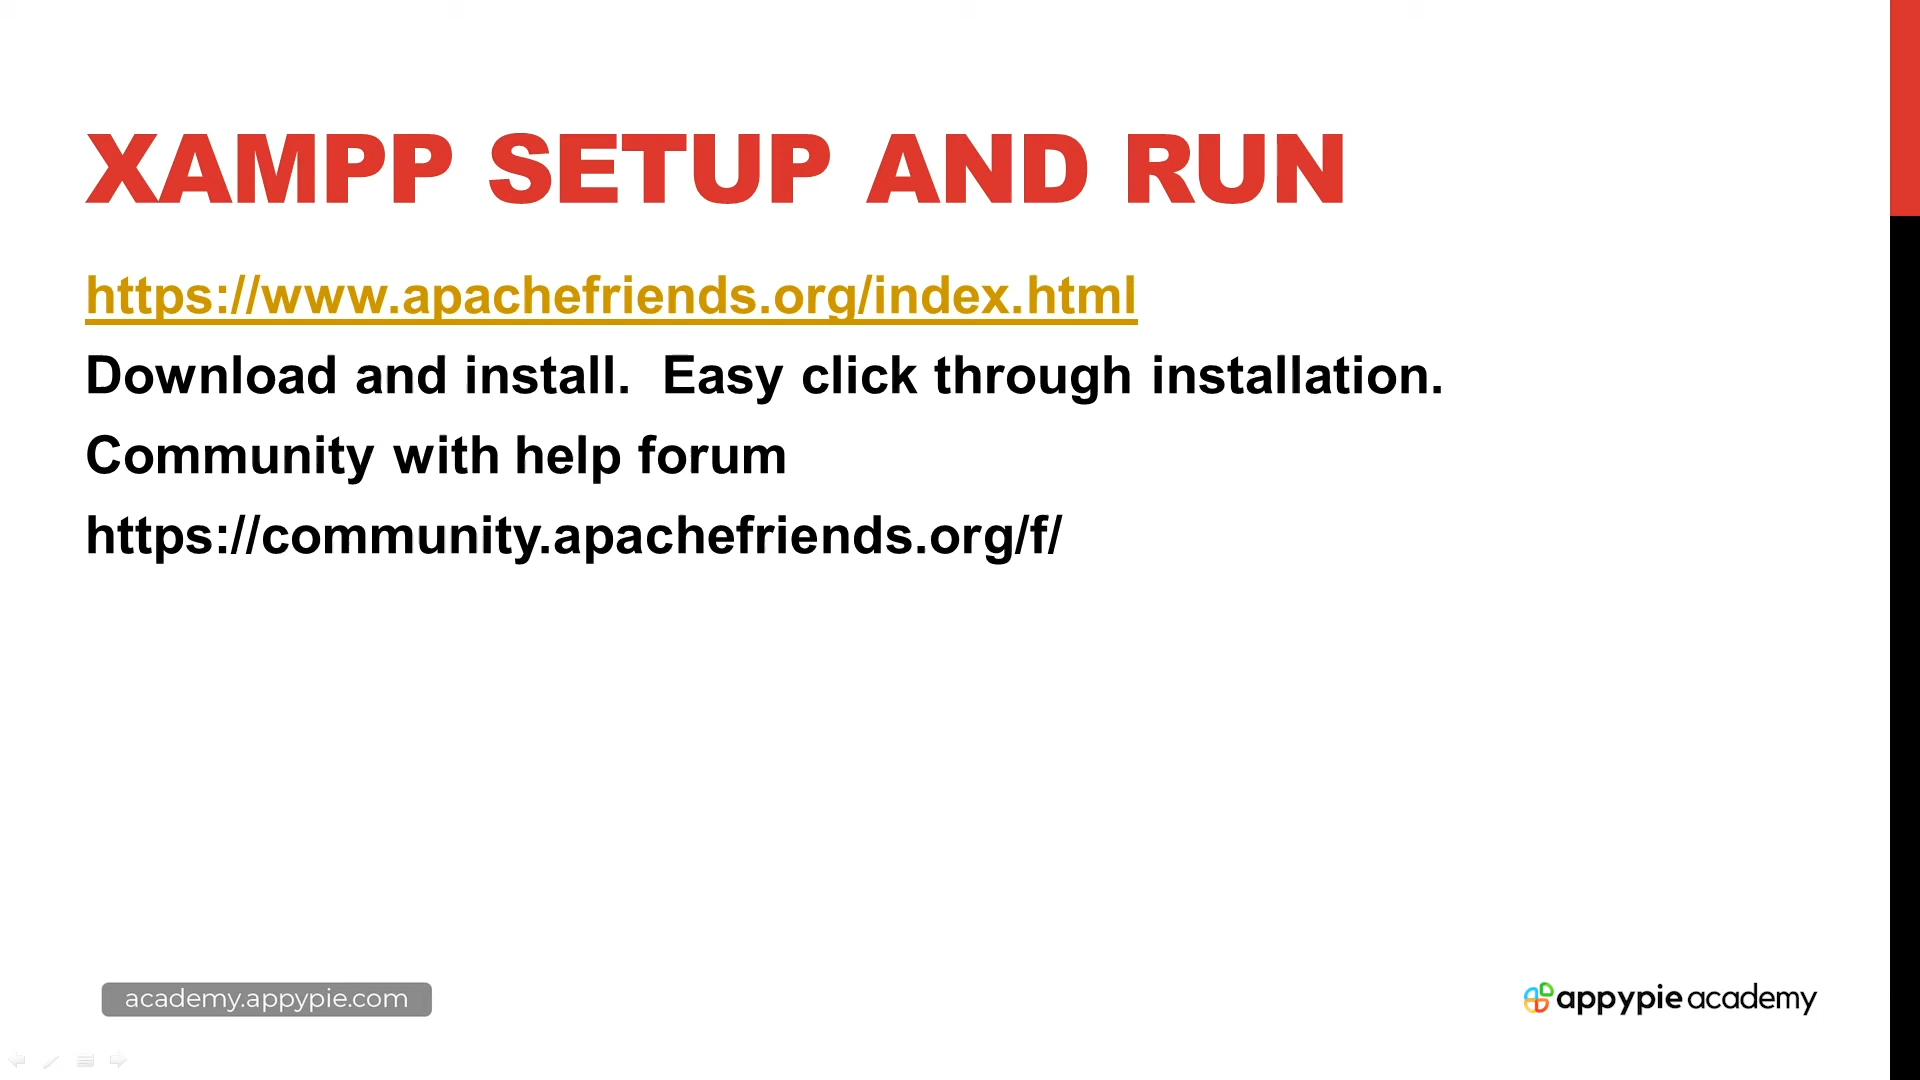 XAMPP SETUP AND RUN
https://www.apachefriends.org/index.html
Download and install.  Easy click through installation.
Community with help forum
https://community.apachefriends.org/f/
academy.appypie.com
appypie academy